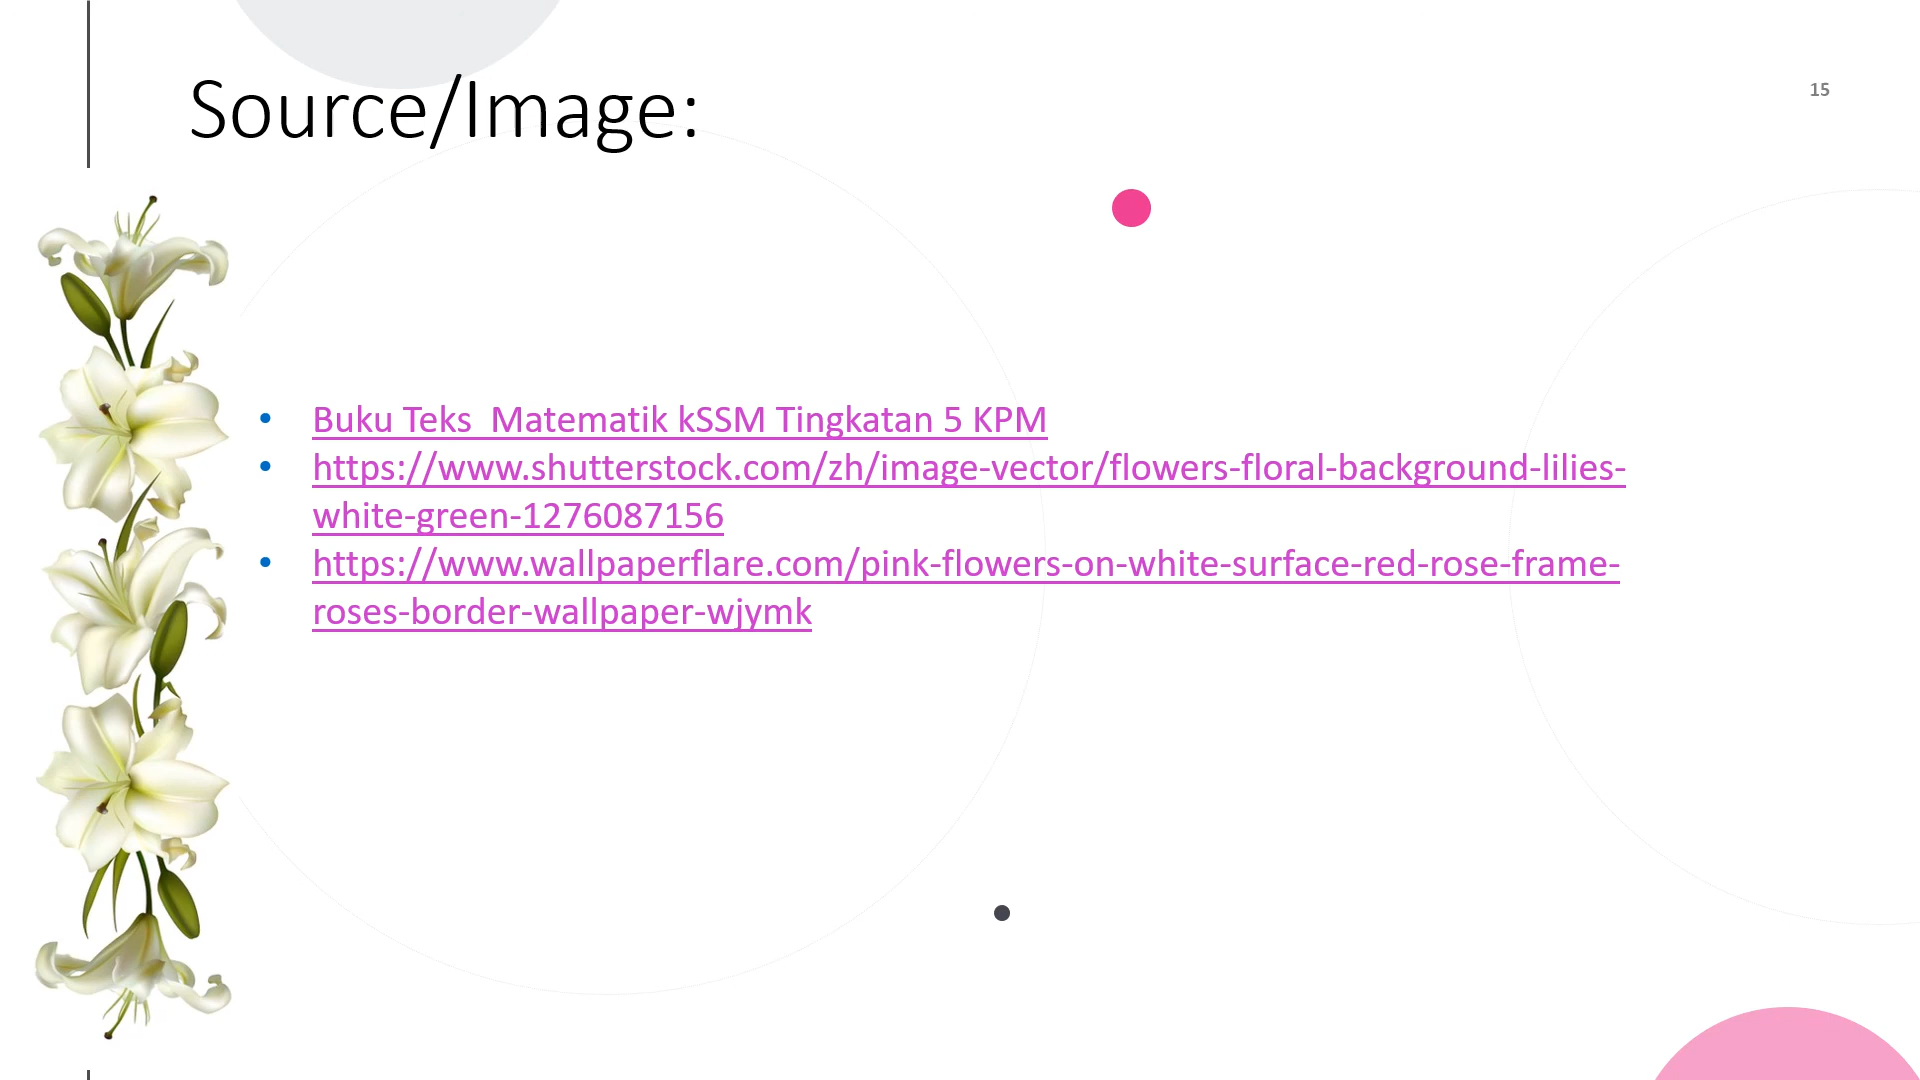 Source/Image:
15
• Buku Teks  Matematik kSSM Tingkatan 5 KPM
• https://www.shutterstock.com/zh/image-vector/flowers-floral-background-lilies-
white-green-1276087156
• https://www.wallpaperflare.com/pink-flowers-on-white-surface-red-rose-frame-
roses-border-wallpaper-wjymk